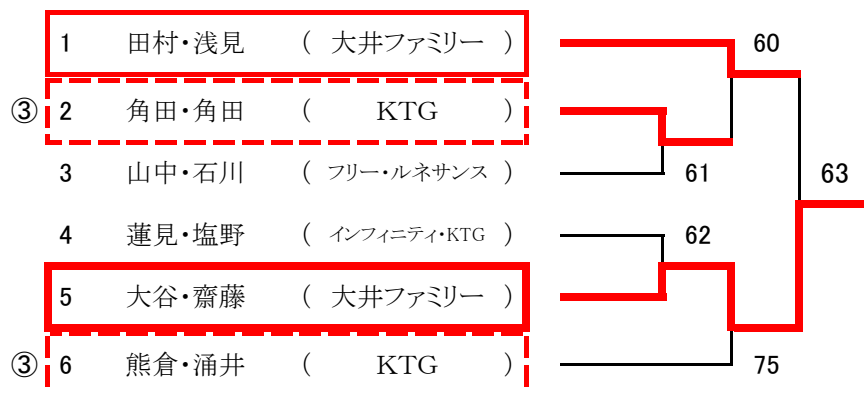 1 田村・浅見 ( 大井ファミリー ) 60
③ 2 角田・角田 ( KTG )
3 山中・石川 ( フリー・ルネサンス ) 61 63
4 蓮見・塩野 ( インフィニティ・KTG ) 62
5 大谷・齋藤 ( 大井ファミリー )
③ 6 熊倉・涌井 ( KTG ) 75